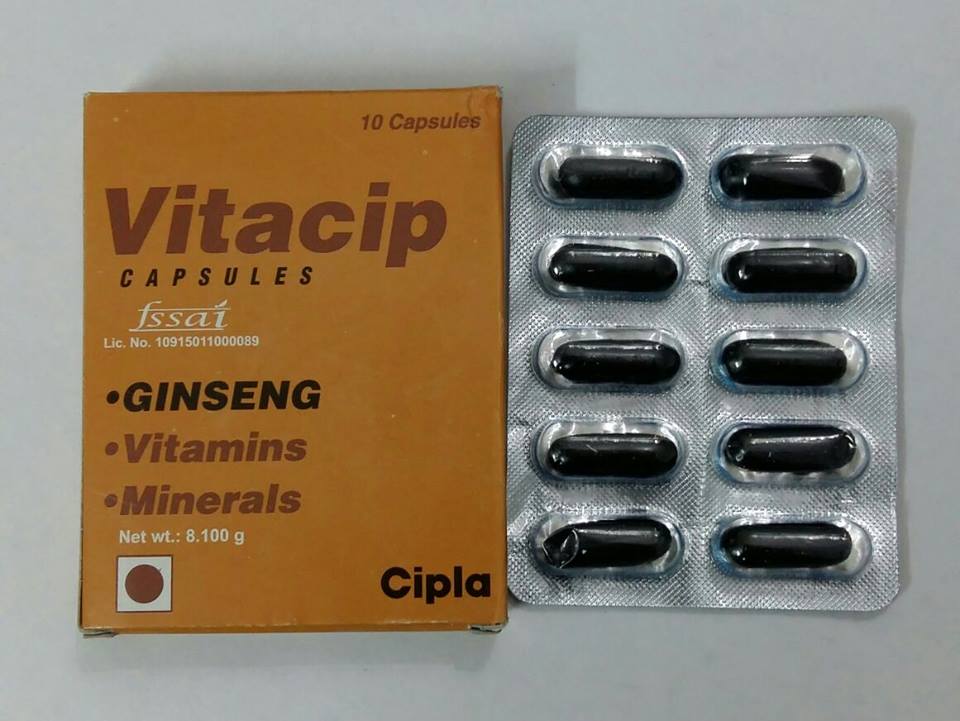 10 Capsules
Vitacip
CAPSULES
fssai
Lic. No. 10915011000089
•GINSENG
•Vitamins
•Minerals
Net wt.: 8.100 g
Cipla